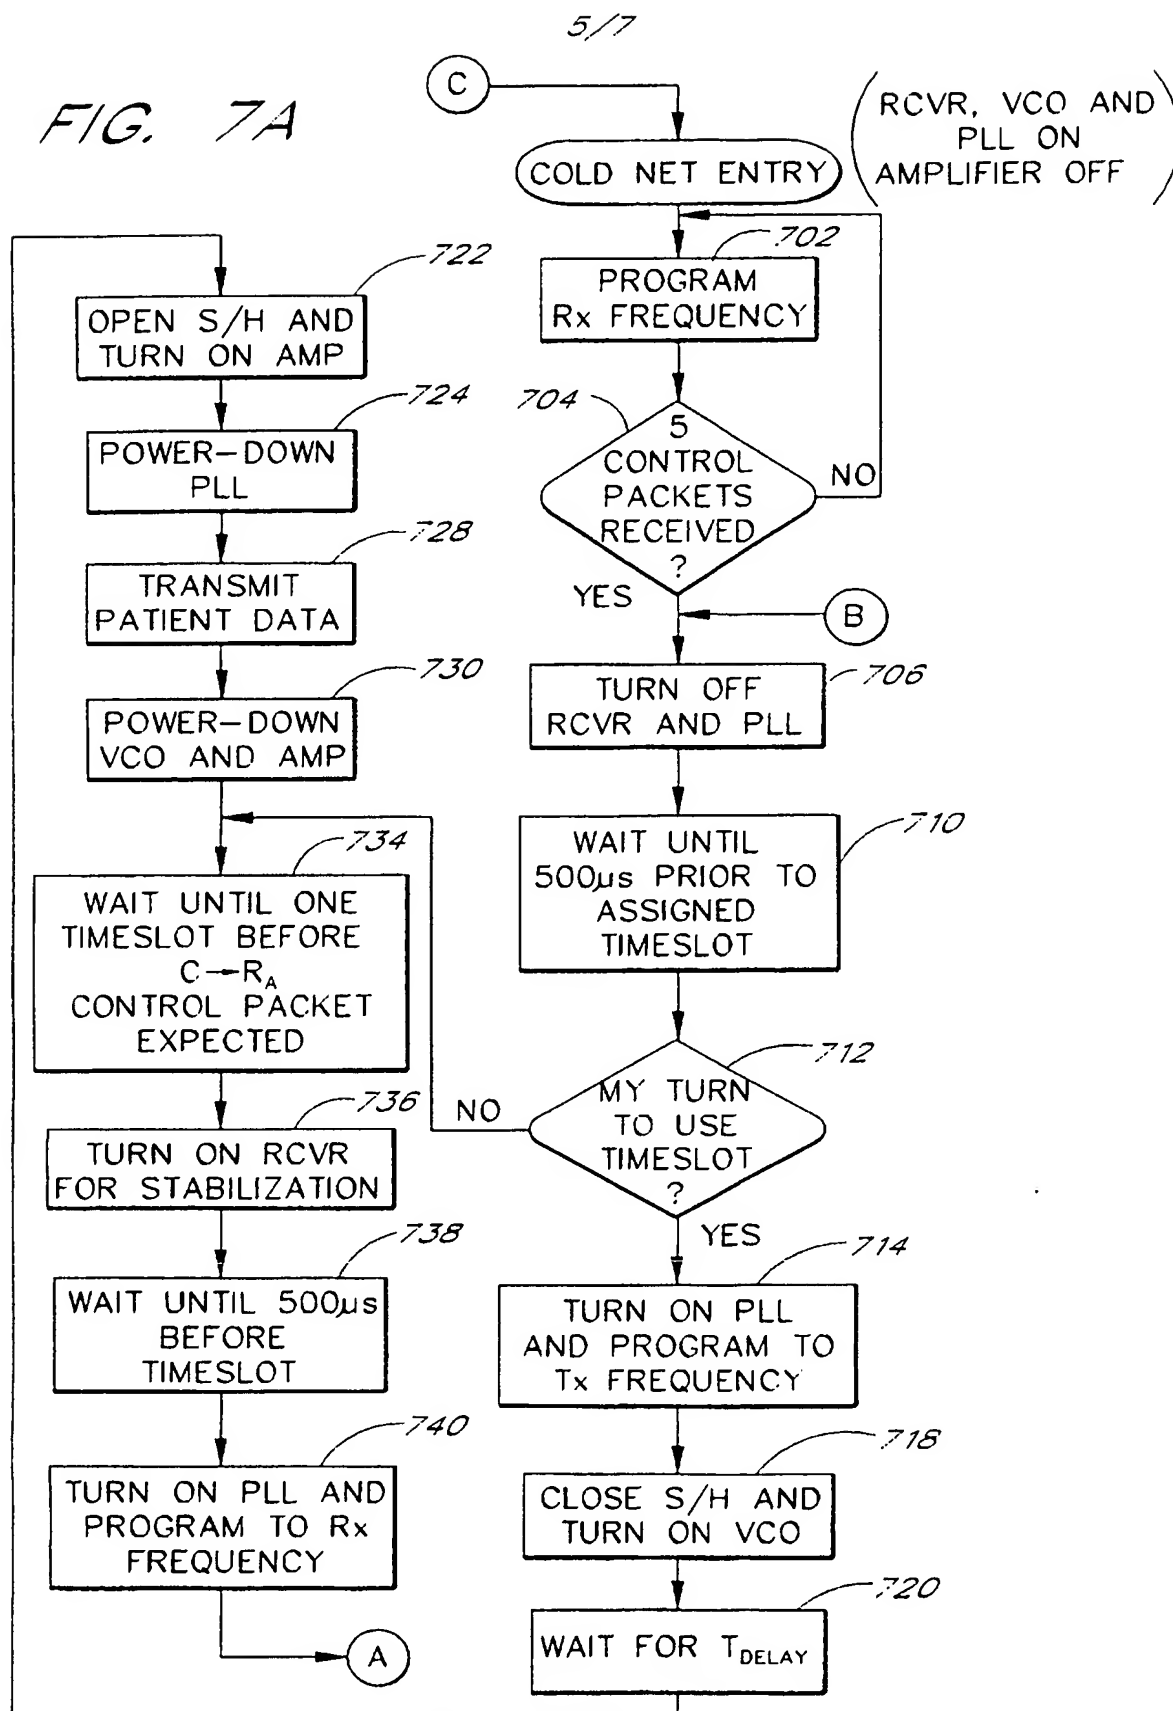 5/7
FIG. 7A
C
COLD NET ENTRY
RCVR, VCO AND
PLL ON
AMPLIFIER OFF
702
PROGRAM
Rx FREQUENCY
704
5
CONTROL
PACKETS
RECEIVED
?
NO
YES
B
706
TURN OFF
RCVR AND PLL
710
WAIT UNTIL
500µs PRIOR TO
ASSIGNED
TIMESLOT
712
MY TURN
TO USE
TIMESLOT
?
NO
YES
714
TURN ON PLL
AND PROGRAM TO
Tx FREQUENCY
718
CLOSE S/H AND
TURN ON VCO
720
WAIT FOR TDELAY
722
OPEN S/H AND
TURN ON AMP
724
POWER-DOWN
PLL
728
TRANSMIT
PATIENT DATA
730
POWER-DOWN
VCO AND AMP
734
WAIT UNTIL ONE
TIMESLOT BEFORE
C→RA
CONTROL PACKET
EXPECTED
736
TURN ON RCVR
FOR STABILIZATION
738
WAIT UNTIL 500µs
BEFORE
TIMESLOT
740
TURN ON PLL AND
PROGRAM TO Rx
FREQUENCY
A